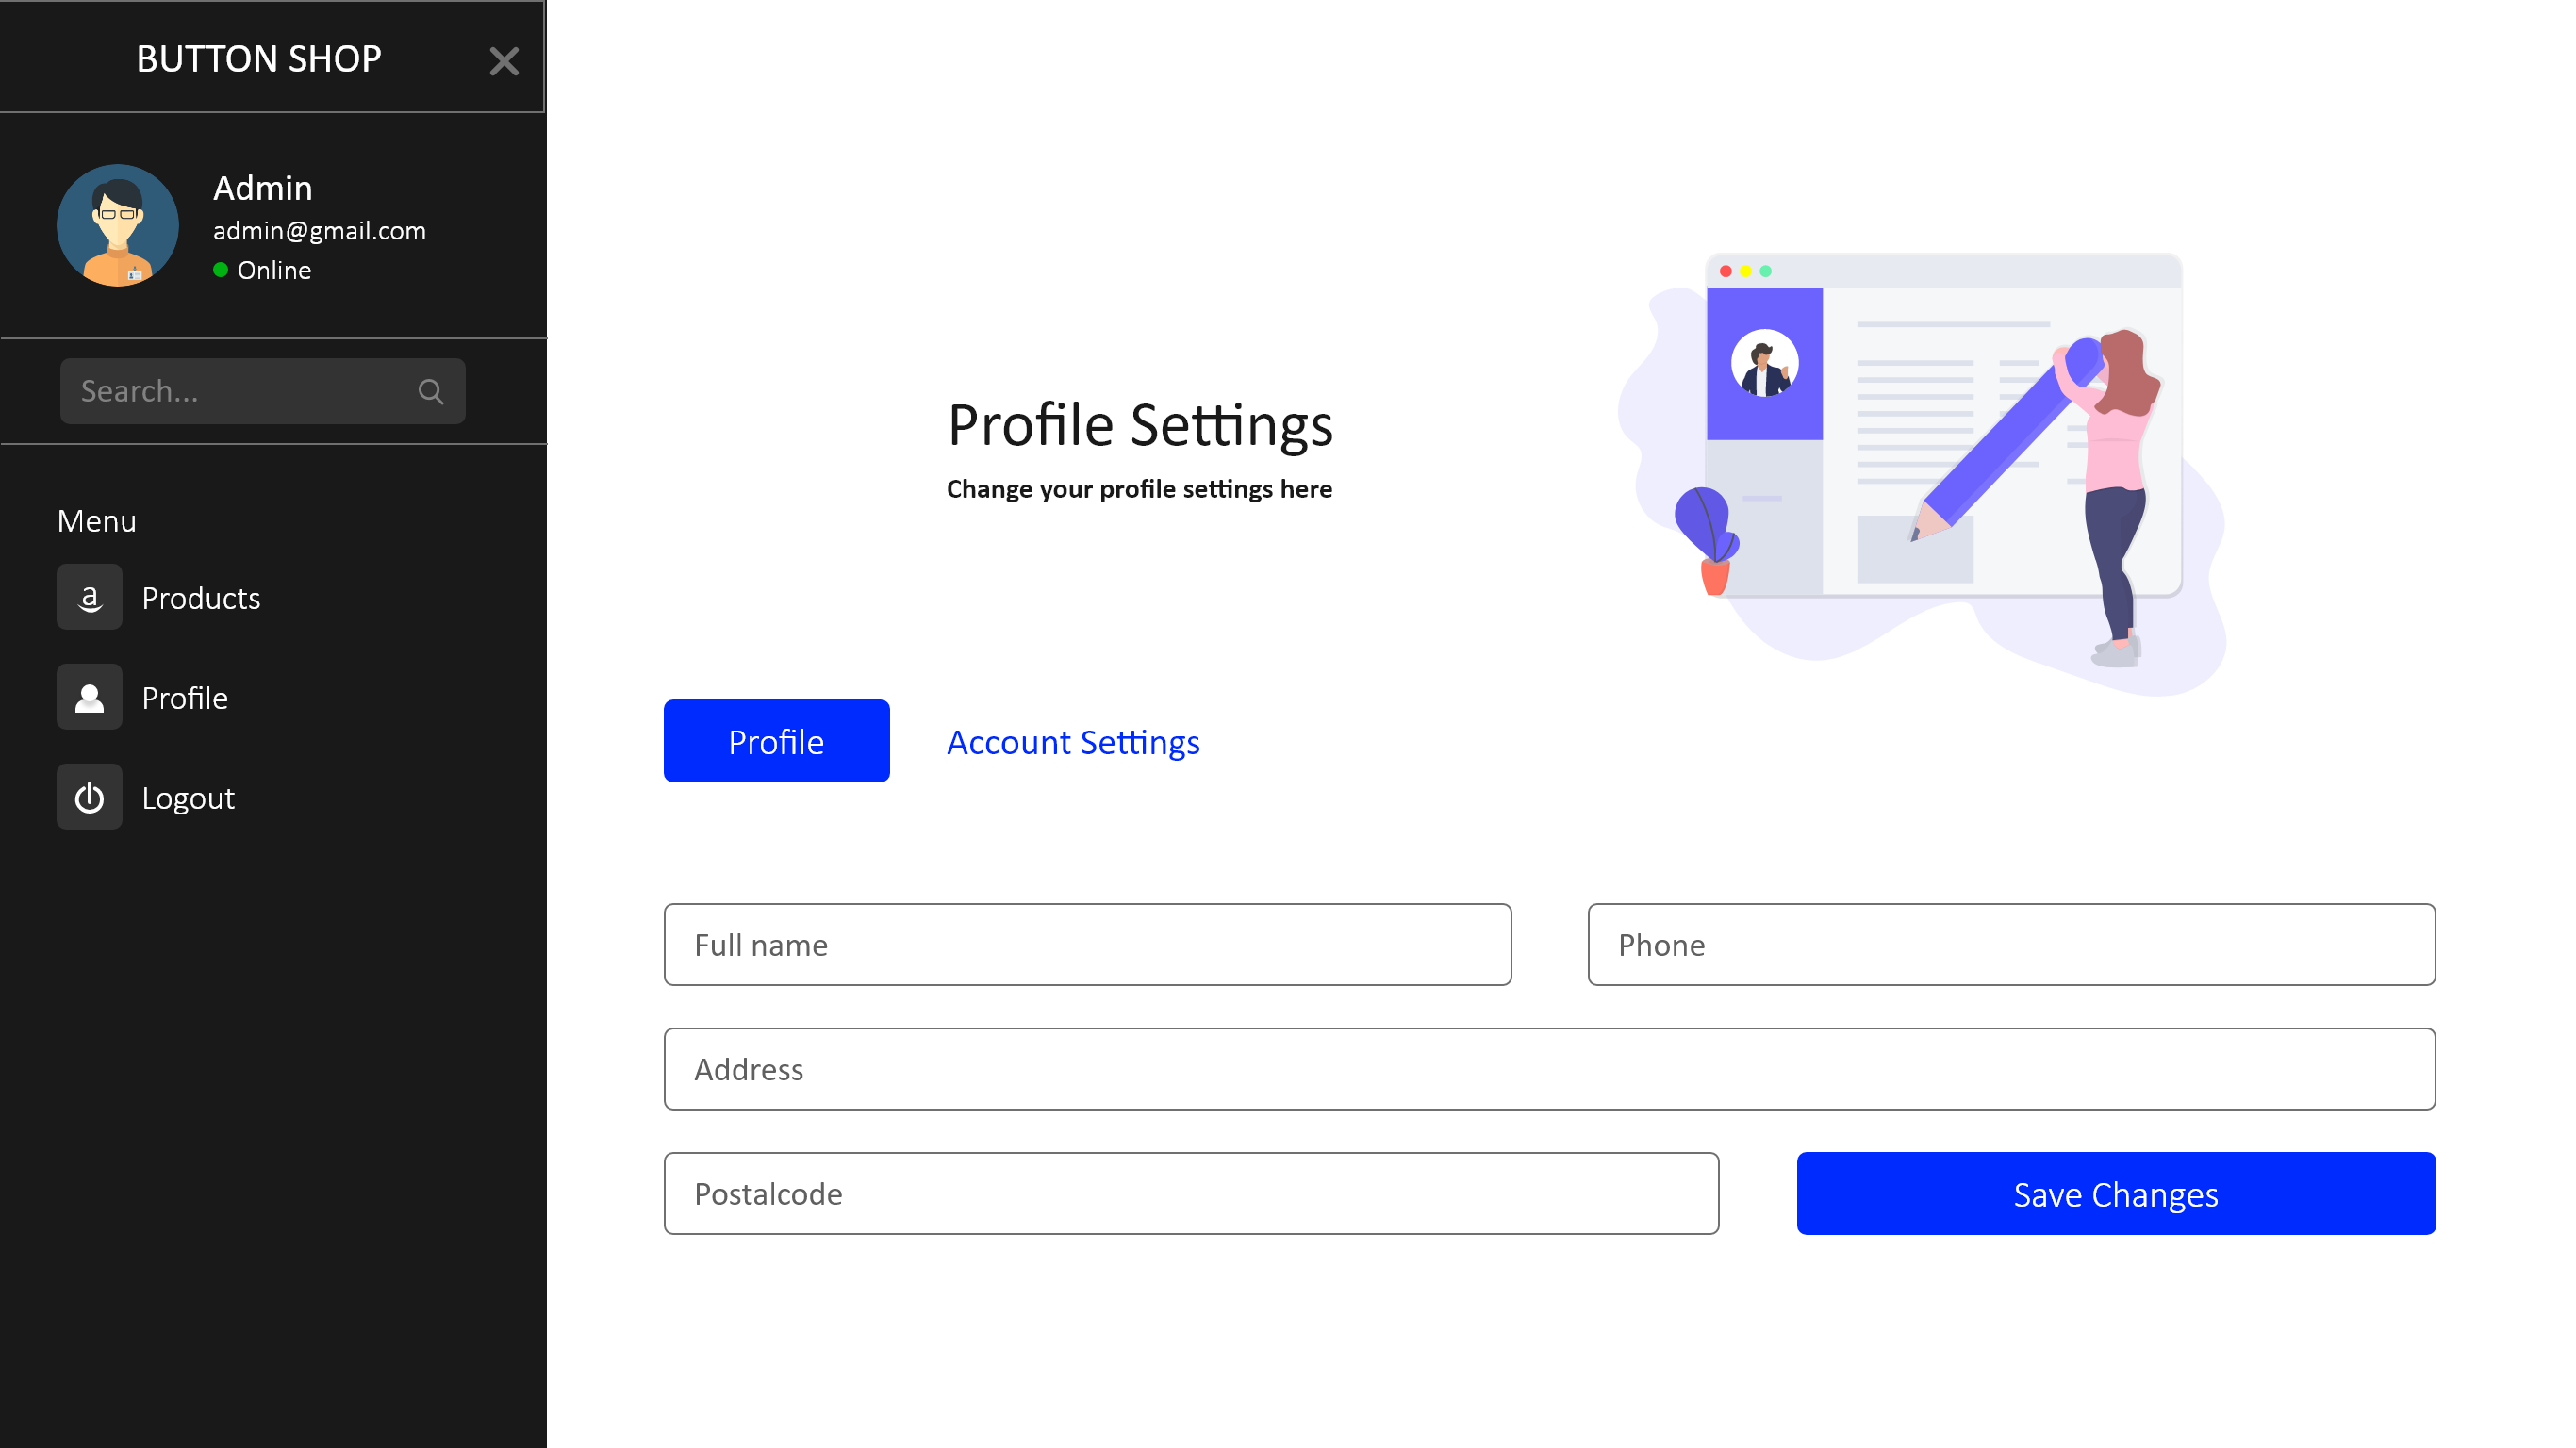 BUTTON SHOP
Admin
admin@gmail.com
Online
Search...
Menu
a
Products
Profile
Logout
Profile Settings
Change your profile settings here
Profile
Account Settings
Full name
Phone
Address
Postalcode
Save Changes